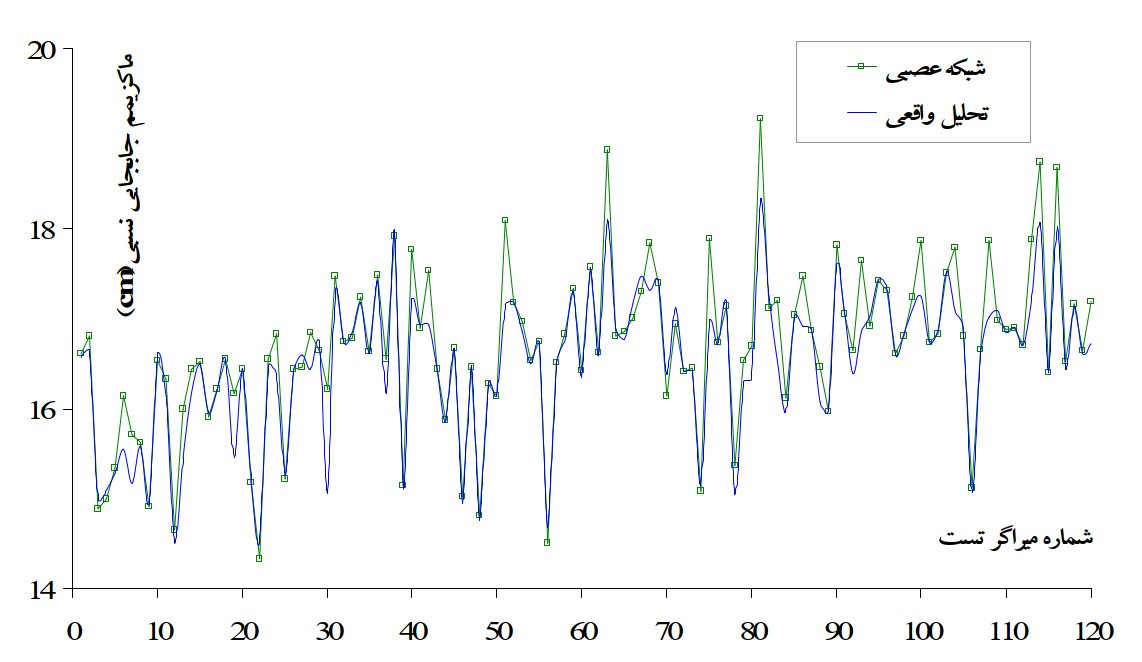 ماکزیمم جابجایی نسبی (cm)
شبکه عصبی
تحلیل واقعی
شماره میراگر تست
20
18
16
14
0 10 20 30 40 50 60 70 80 90 100 110 120